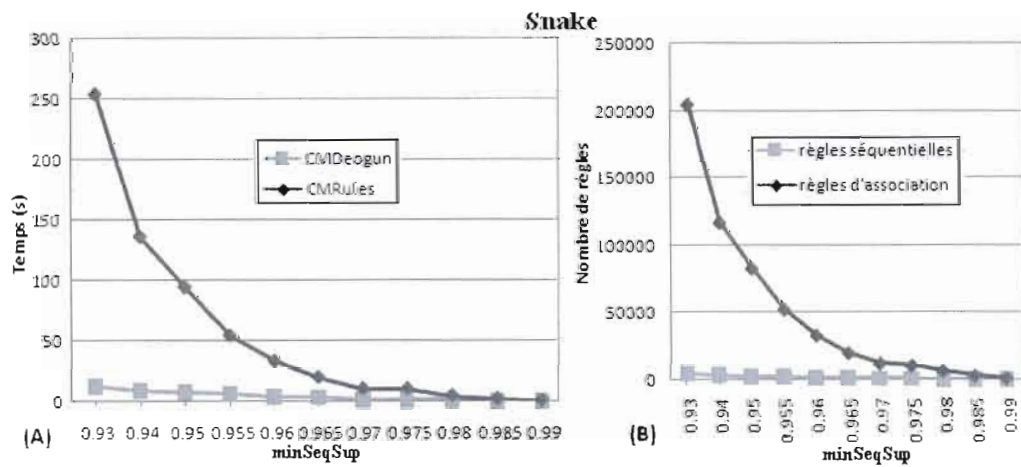 Snake
300
250
200
150
100
50
0
Temps (s)
CMDeogun
CMRules
0.93 0.94 0.95 0.955 0.96 0.965 0.97 0.975 0.98 0.985 0.99
minSeqSup
(A)
250000
200000
150000
100000
50000
0
Nombre de règles
règles séquentielles
règles d'association
0.93 0.94 0.95 0.955 0.96 0.965 0.97 0.975 0.98 0.985 0.99
minSeqSup
(B)